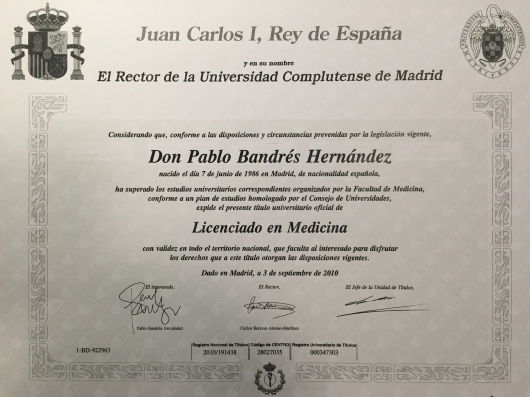 Juan Carlos I, Rey de España
y en su nombre
El Rector de la Universidad Complutense de Madrid
Considerando que, conforme a las disposiciones y circunstancias prevenidas por la legislación vigente,
Don Pablo Bandrés Hernández
nacido el día 7 de junio de 1986 en Madrid, de nacionalidad española,
ha superado los estudios universitarios correspondientes organizados por la Facultad de Medicina,
conforme a un plan de estudios homologado por el Consejo de Universidades,
expide el presente título universitario oficial de
Licenciado en Medicina
con validez en todo el territorio nacional, que faculta al interesado para disfrutar
los derechos que a este título otorgan las disposiciones vigentes.
Dado en Madrid, a 3 de septiembre de 2010
El interesado, El Rector, El Jefe de la Unidad de Títulos,
Pablo Bandrés Hernández Carlos Berzosa Alonso-Martínez
Registro Nacional de Títulos Código de CENTRO Registro Universitario de Títulos
1-BD-922963 2010/191438 28027035 000347303